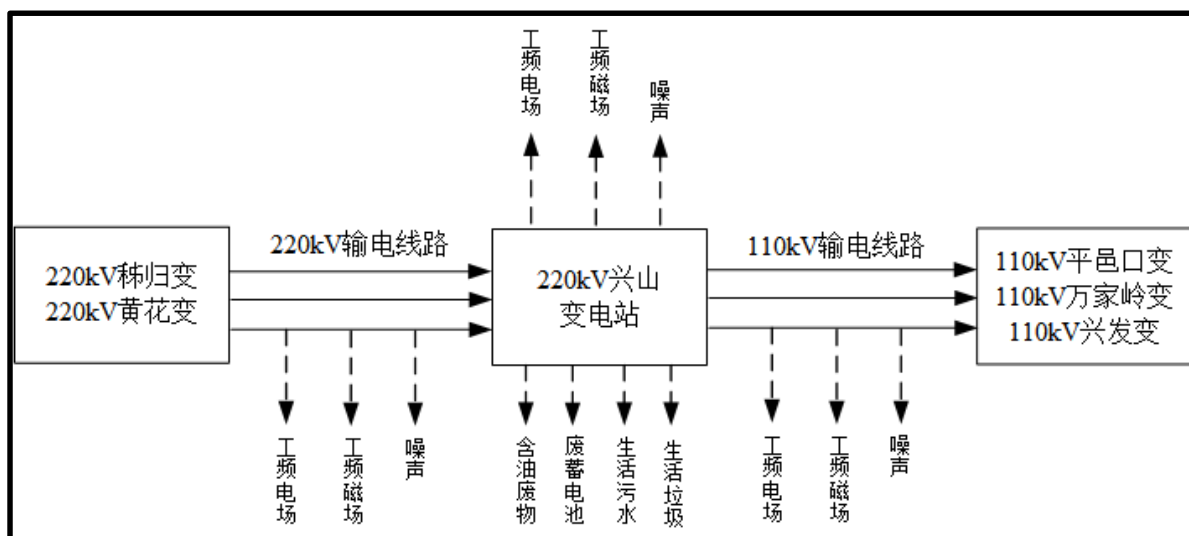 工频电场
工频磁场
噪声
220kV输电线路
110kV输电线路
220kV秭归变
220kV黄花变
220kV兴山
变电站
110kV平邑口变
110kV万家岭变
110kV兴发变
工频电场
工频磁场
噪声
含油废物
废蓄电池
生活污水
生活垃圾
工频电场
工频磁场
噪声